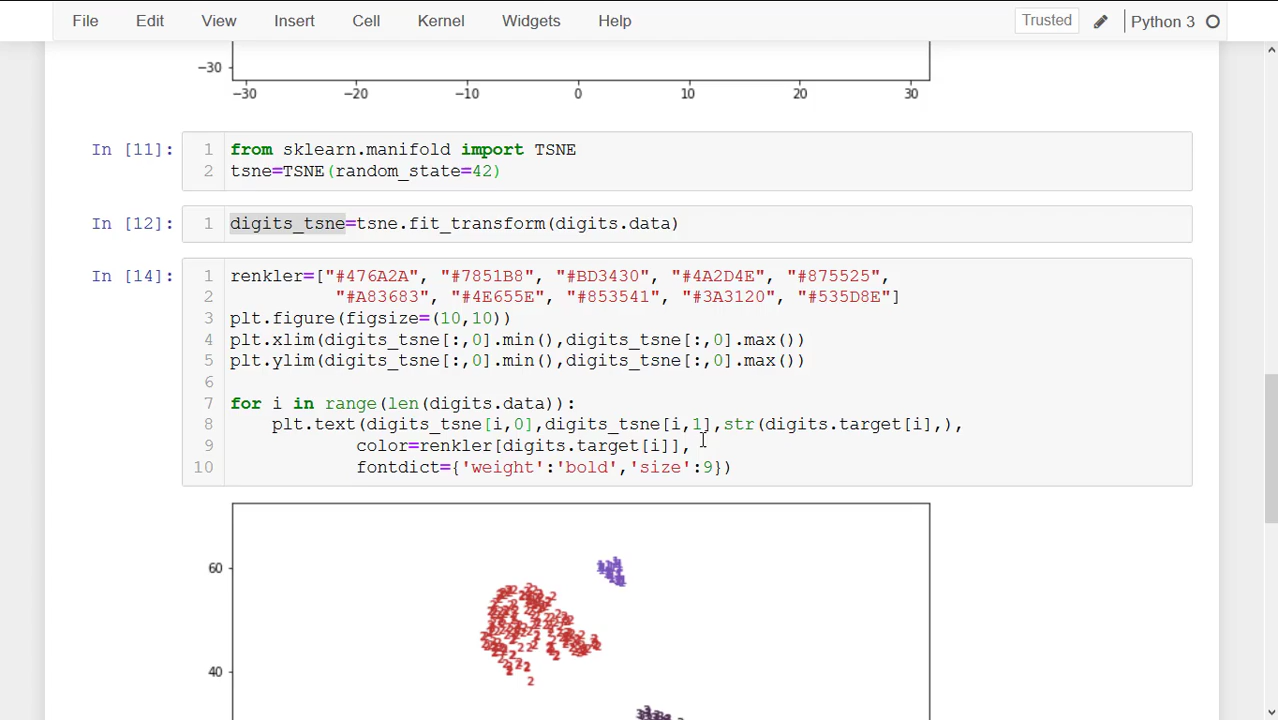 File Edit View Insert Cell Kernel Widgets Help Trusted Python 3
−30
−30 −20 −10 0 10 20 30
In [11]: 1 from sklearn.manifold import TSNE
2 tsne=TSNE(random_state=42)
In [12]: 1 digits_tsne=tsne.fit_transform(digits.data)
In [14]: 1 renkler=["#476A2A", "#7851B8", "#BD3430", "#4A2D4E", "#875525",
2 "#A83683", "#4E655E", "#853541", "#3A3120", "#535D8E"]
3 plt.figure(figsize=(10,10))
4 plt.xlim(digits_tsne[:,0].min(),digits_tsne[:,0].max())
5 plt.ylim(digits_tsne[:,0].min(),digits_tsne[:,0].max())
6
7 for i in range(len(digits.data)):
8 plt.text(digits_tsne[i,0],digits_tsne[i,1],str(digits.target[i],),
9 color=renkler[digits.target[i]],
10 fontdict={'weight':'bold','size':9})
60
40